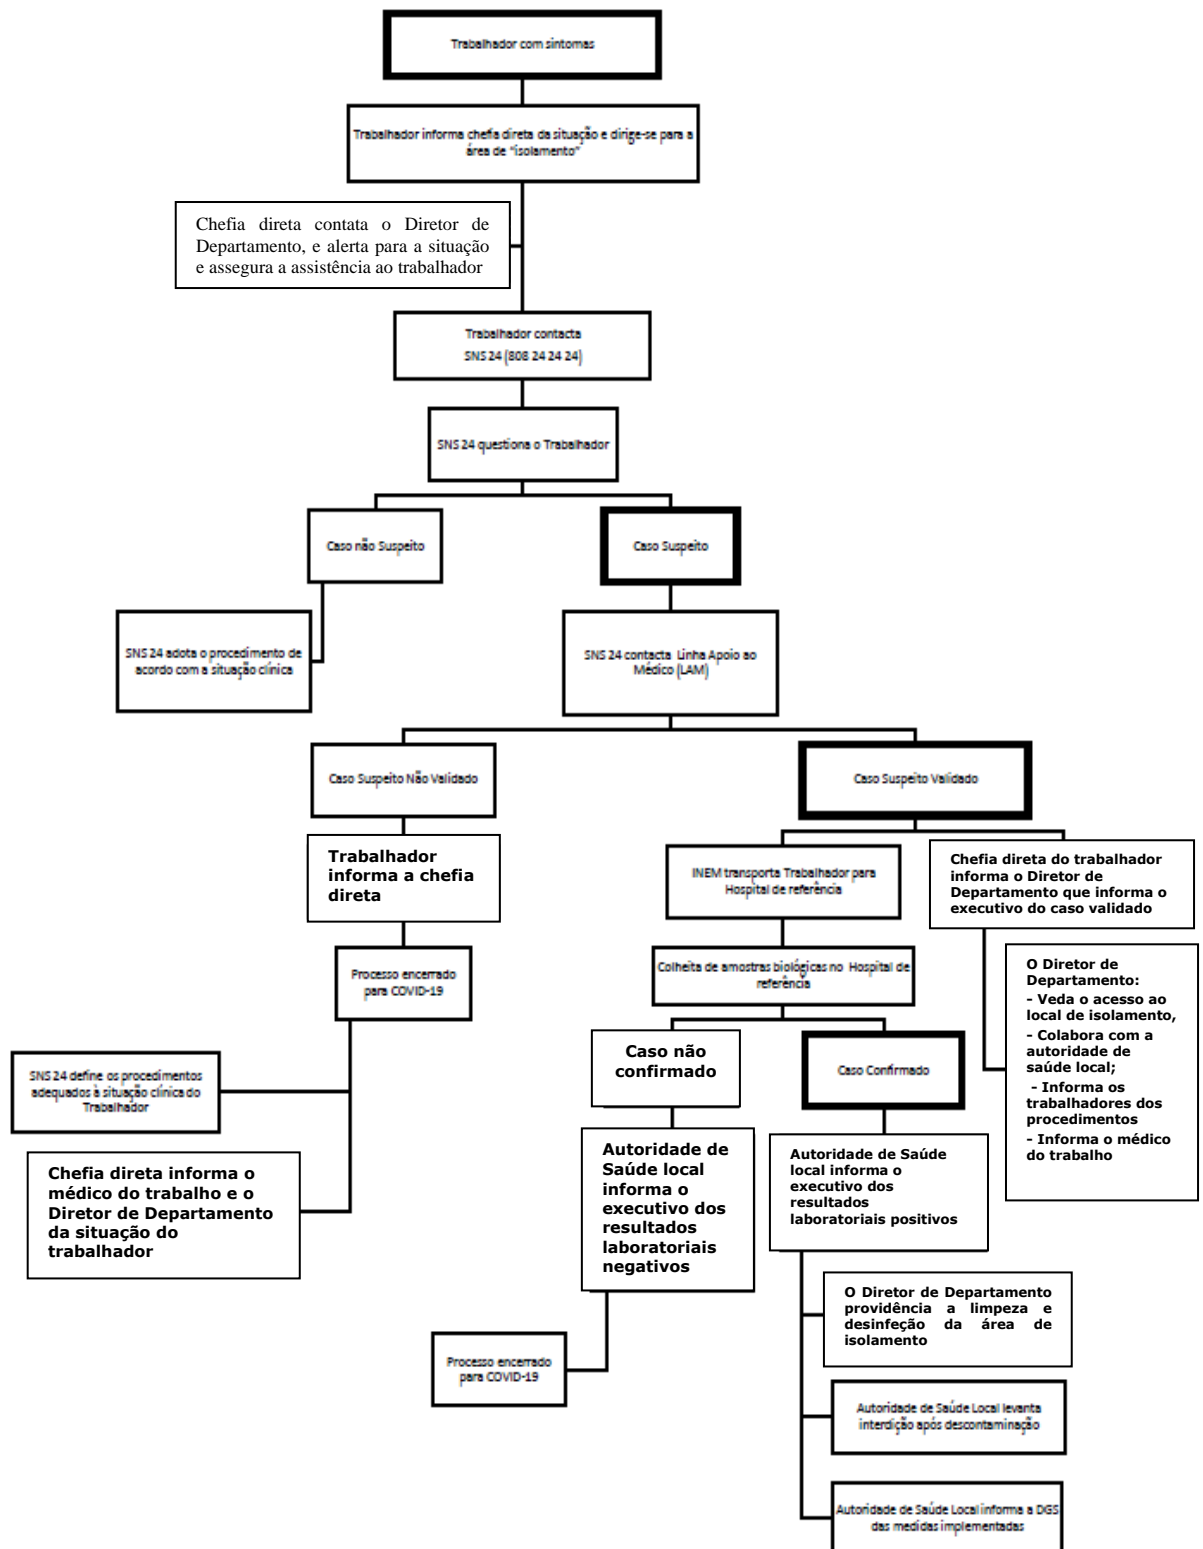 Trabalhador com sintomas
Trabalhador informa chefia direta da situação e dirige-se para a
área de “isolamento”
Chefia direta contata o Diretor de
Departamento, e alerta para a situação
e assegura a assistência ao trabalhador
Trabalhador contacta
SNS 24 (808 24 24 24)
SNS 24 questiona o Trabalhador
Caso não Suspeito
Caso Suspeito
SNS 24 adota o procedimento de
acordo com a situação clínica
SNS 24 contacta Linha Apoio ao
Médico (LAM)
Caso Suspeito Não Validado
Caso Suspeito Validado
Trabalhador
informa a chefia
direta
INEM transporta Trabalhador para
Hospital de referência
Chefia direta do trabalhador
informa o Diretor de
Departamento que informa o
executivo do caso validado
Processo encerrado
para COVID-19
Colheita de amostras biológicas no Hospital de
referência
O Diretor de
Departamento:
- Veda o acesso ao
local de isolamento,
- Colabora com a
autoridade de
saúde local;
- Informa os
trabalhadores dos
procedimentos
- Informa o médico
do trabalho
SNS 24 define os procedimentos
adequados à situação clínica do
Trabalhador
Caso não
confirmado
Caso Confirmado
Chefia direta informa o
médico do trabalho e o
Diretor de Departamento
da situação do
trabalhador
Autoridade de
Saúde local
informa o
executivo dos
resultados
laboratoriais
negativos
Autoridade de Saúde
local informa o
executivo dos
resultados
laboratoriais positivos
O Diretor de Departamento
providência a limpeza e
desinfeção da área de
isolamento
Processo encerrado
para COVID-19
Autoridade de Saúde Local levanta
interdição após descontaminação
Autoridade de Saúde Local informa a DGS
das medidas implementadas